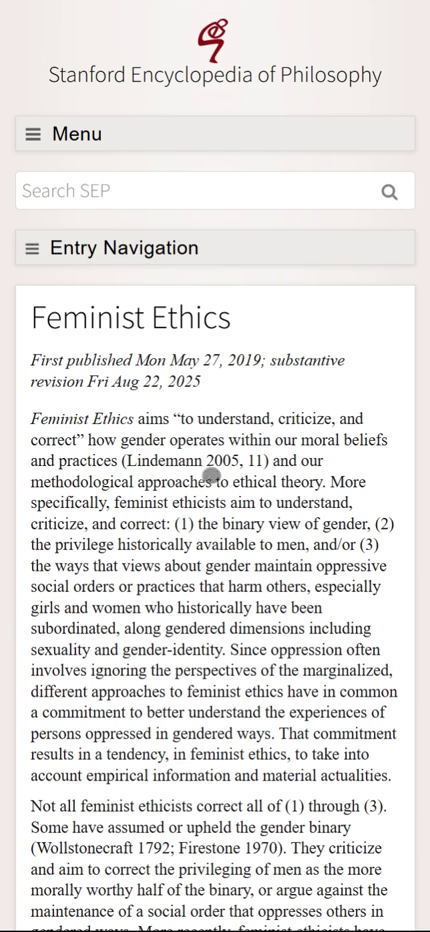 Stanford Encyclopedia of Philosophy
Menu
Search SEP
Entry Navigation
Feminist Ethics
First published Mon May 27, 2019; substantive
revision Fri Aug 22, 2025
Feminist Ethics aims “to understand, criticize, and
correct” how gender operates within our moral beliefs
and practices (Lindemann 2005, 11) and our
methodological approaches to ethical theory. More
specifically, feminist ethicists aim to understand,
criticize, and correct: (1) the binary view of gender, (2)
the privilege historically available to men, and/or (3)
the ways that views about gender maintain oppressive
social orders or practices that harm others, especially
girls and women who historically have been
subordinated, along gendered dimensions including
sexuality and gender-identity. Since oppression often
involves ignoring the perspectives of the marginalized,
different approaches to feminist ethics have in common
a commitment to better understand the experiences of
persons oppressed in gendered ways. That commitment
results in a tendency, in feminist ethics, to take into
account empirical information and material actualities.
Not all feminist ethicists correct all of (1) through (3).
Some have assumed or upheld the gender binary
(Wollstonecraft 1792; Firestone 1970). They criticize
and aim to correct the privileging of men as the more
morally worthy half of the binary, or argue against the
maintenance of a social order that oppresses others in
gendered ways. More recently, feminist ethicists have